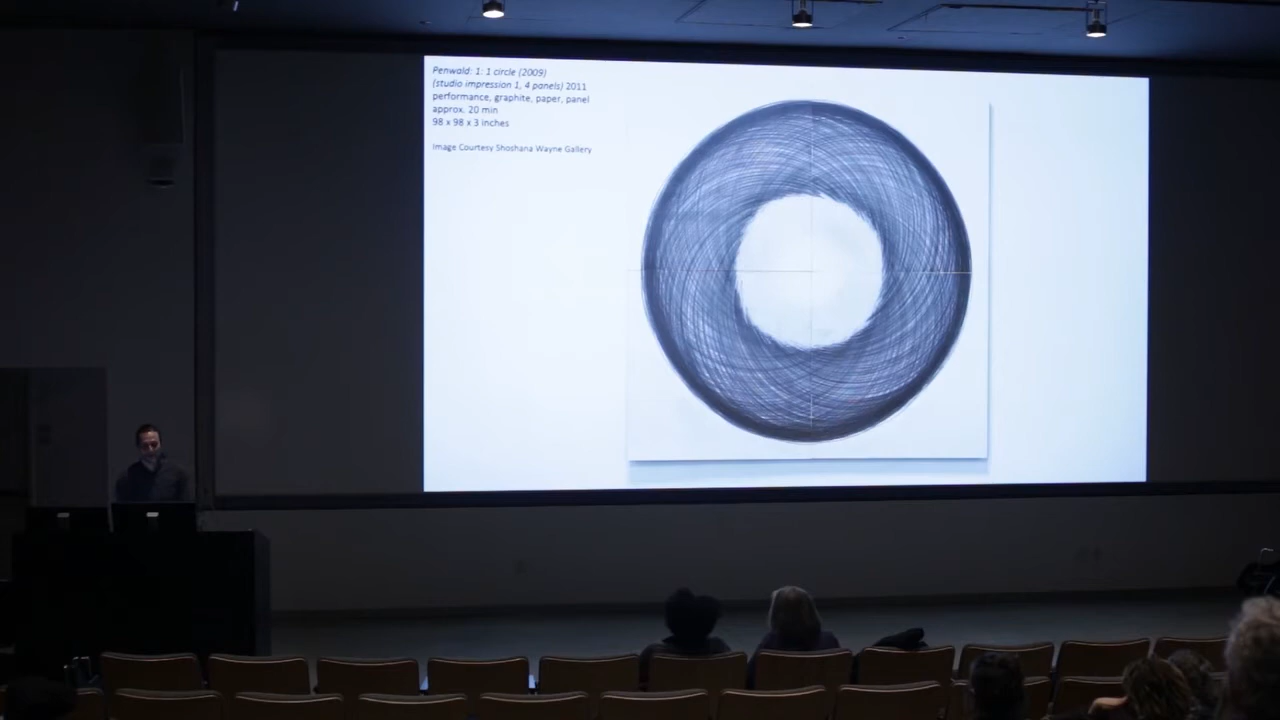 Penwald: 1: 1 circle (2009)
(studio impression 1, 4 panels) 2011
performance, graphite, paper, panel
approx. 20 min
98 x 98 x 3 inches
Image Courtesy Shoshana Wayne Gallery